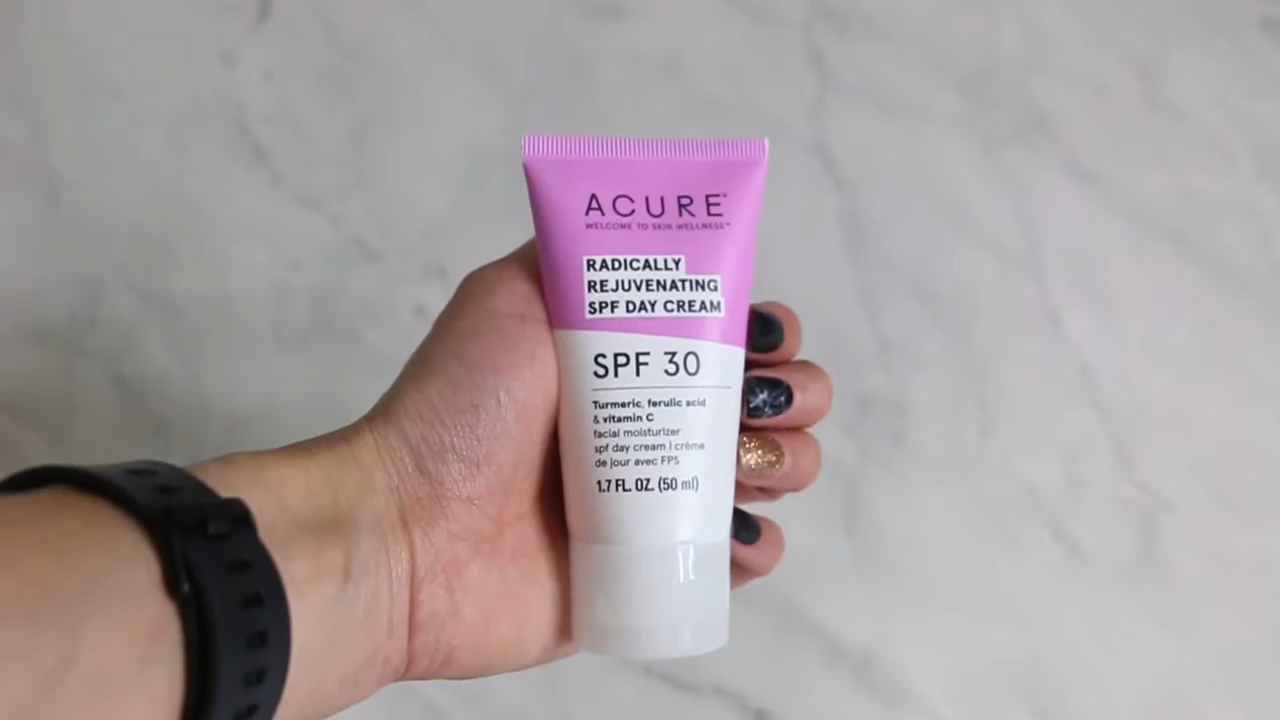 ACURE®
WELCOME TO SKIN WELLNESS™
RADICALLY
REJUVENATING
SPF DAY CREAM
SPF 30
Turmeric, ferulic acid
& vitamin C
facial moisturizer
spf day cream | crème
de jour avec FPS
1.7 FL. OZ. (50 ml)